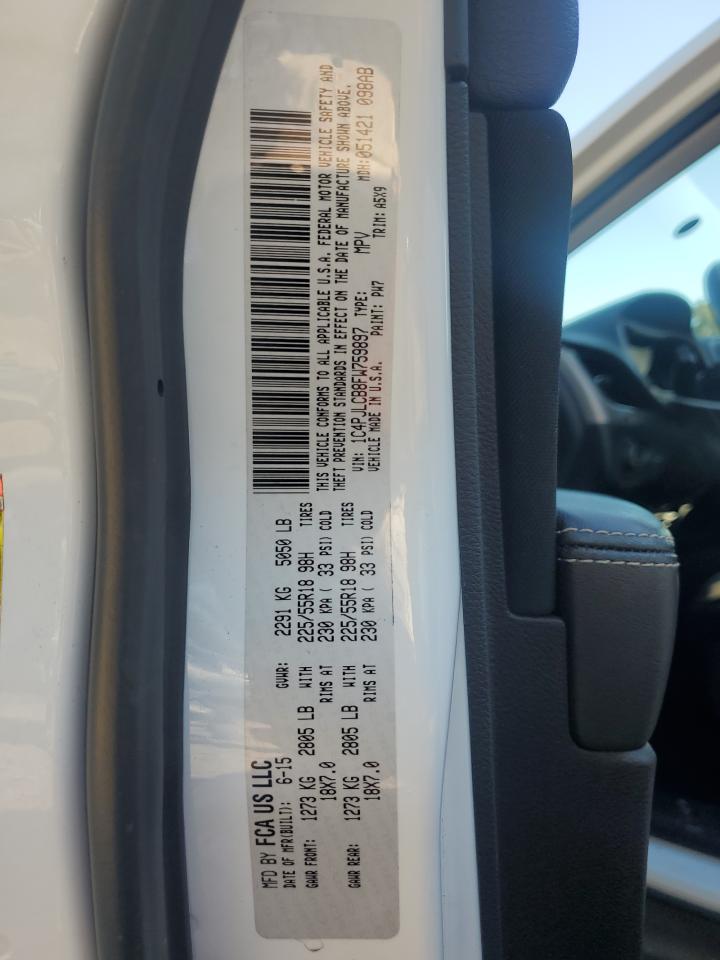 MFD BY FCA US LLC
DATE OF MFR(BUILT): 6-15 GVWR: 2291 KG 5050 LB
GAWR FRONT: 1273 KG 2805 LB WITH 225/55R18 98H TIRES
18X7.0 RIMS AT 230 KPA ( 33 PSI) COLD
GAWR REAR: 1273 KG 2805 LB WITH 225/55R18 98H TIRES
18X7.0 RIMS AT 230 KPA ( 33 PSI) COLD
THIS VEHICLE CONFORMS TO ALL APPLICABLE U.S.A. FEDERAL MOTOR VEHICLE SAFETY AND
THEFT PREVENTION STANDARDS IN EFFECT ON THE DATE OF MANUFACTURE SHOWN ABOVE.
VIN: 1C4PJLCB8FW759897 TYPE: MPV MDH:051421 098AB
VEHICLE MADE IN U.S.A. PAINT: PW7 TRIM: A5X9